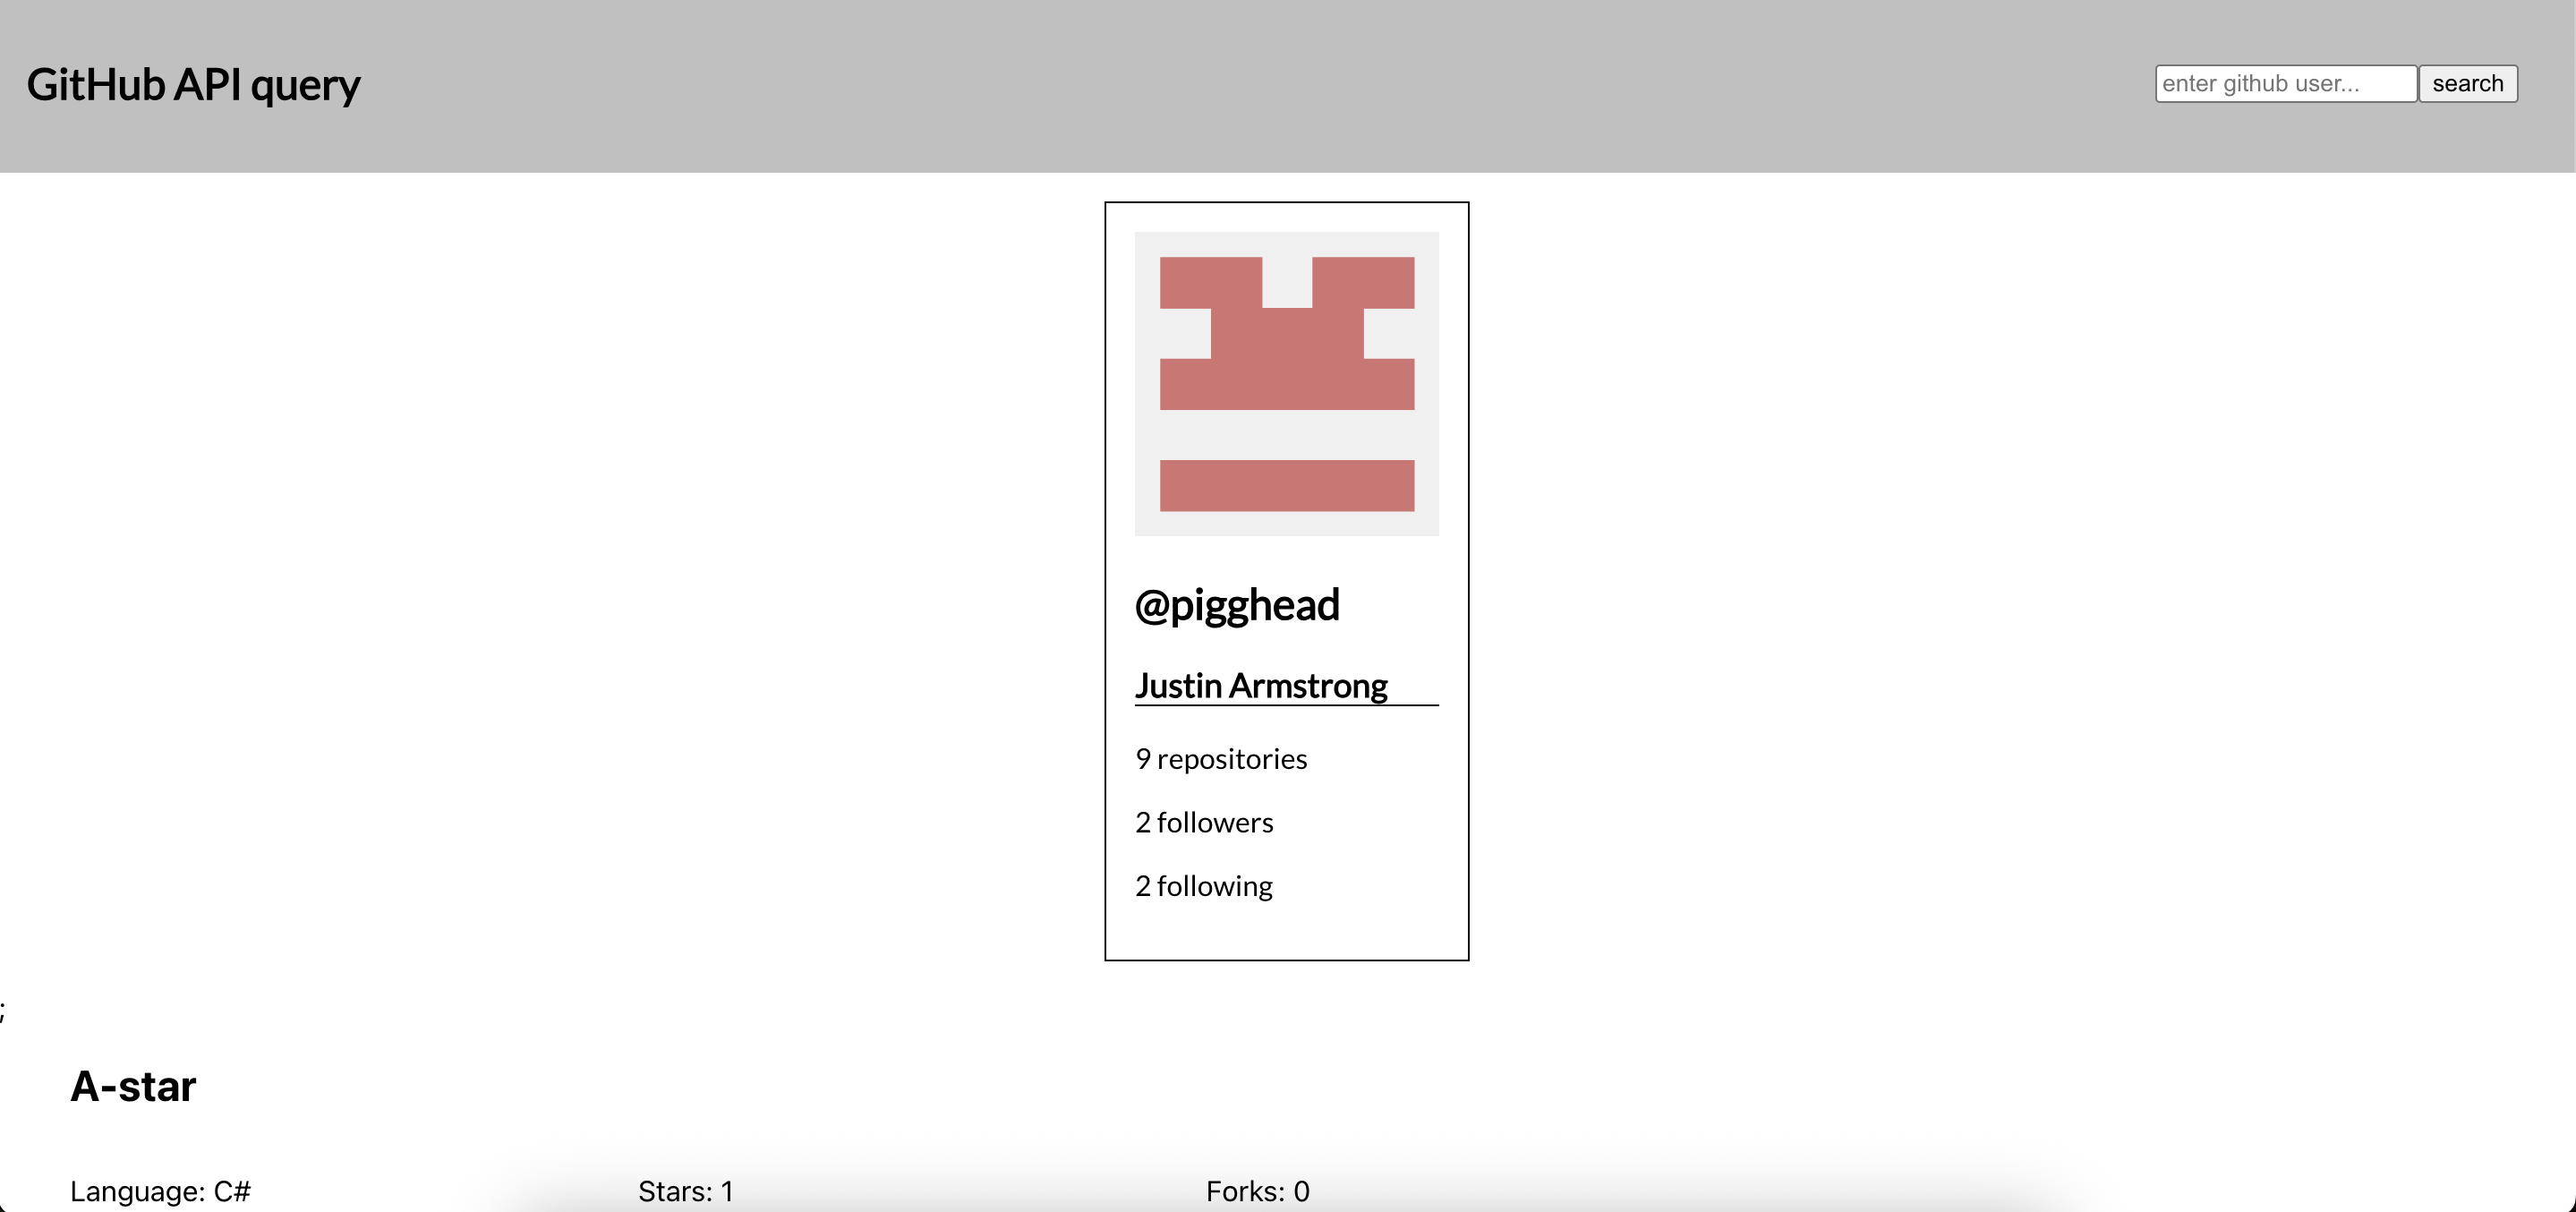 GitHub API query
enter github user... search
@pigghead
Justin Armstrong
9 repositories
2 followers
2 following
;
A-star
Language: C# Stars: 1 Forks: 0